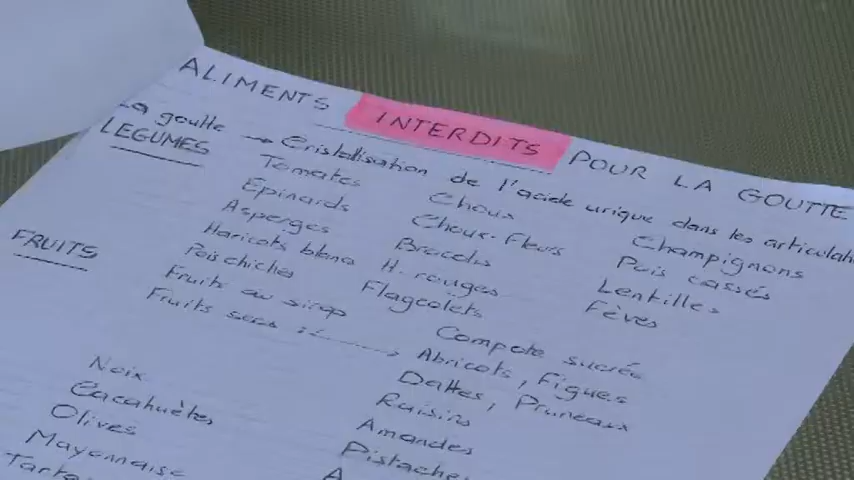 ALIMENTS INTERDITS POUR LA GOUTTE
La goutte → Cristallisation de l'acide urique dans les articulat
LEGUMES
Tomates Choux Champignons
Epinards Choux-fleurs Pois cassés
Asperges Brocolis Lentilles
Haricots blancs H. rouges Fèves
Pois chiches Flageolets
FRUITS
Fruits au sirop Compote sucrée
Fruits secs : → Abricots, Figues
Dattes, Pruneaux
Noix Raisins
Cacahuètes Amandes
Olives Pistaches
Mayonnaise A
Tarta